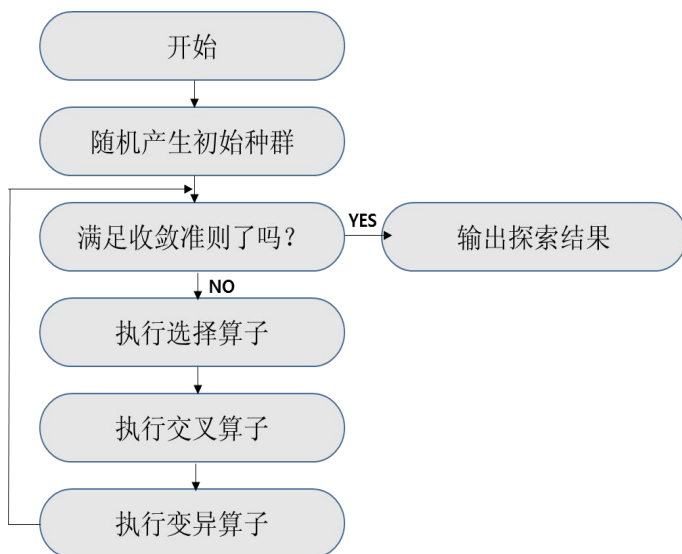 开始
随机产生初始种群
满足收敛准则了吗？
YES
输出探索结果
NO
执行选择算子
执行交叉算子
执行变异算子